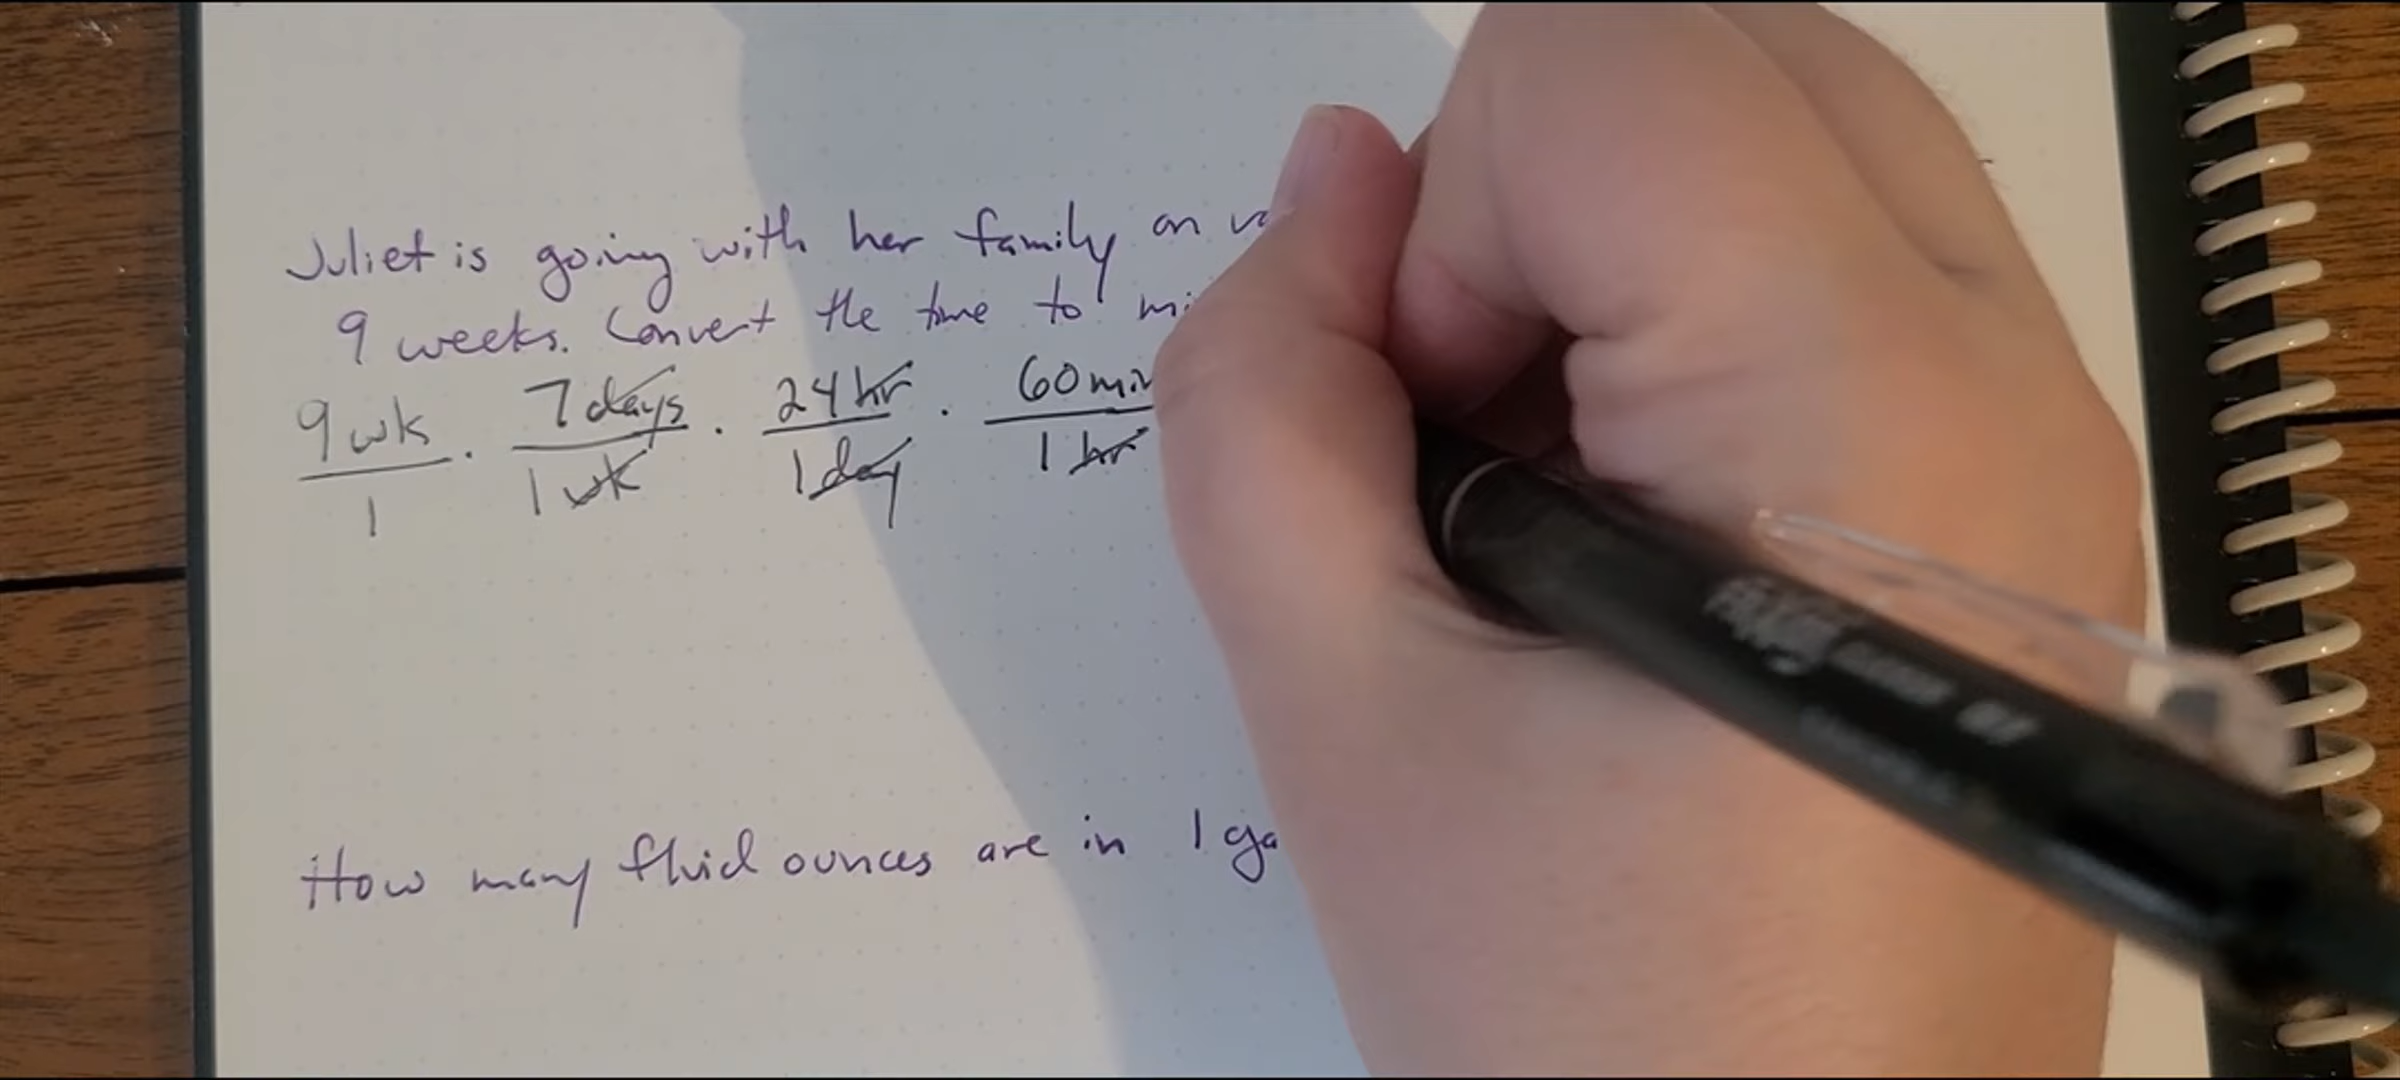 Juliet is going with her family on
9 weeks. Convert the time to
9 wk / 1 · 7 days / 1 wk · 24 hr / 1 day · 60 min / 1 hr
How many fluid ounces are in 1